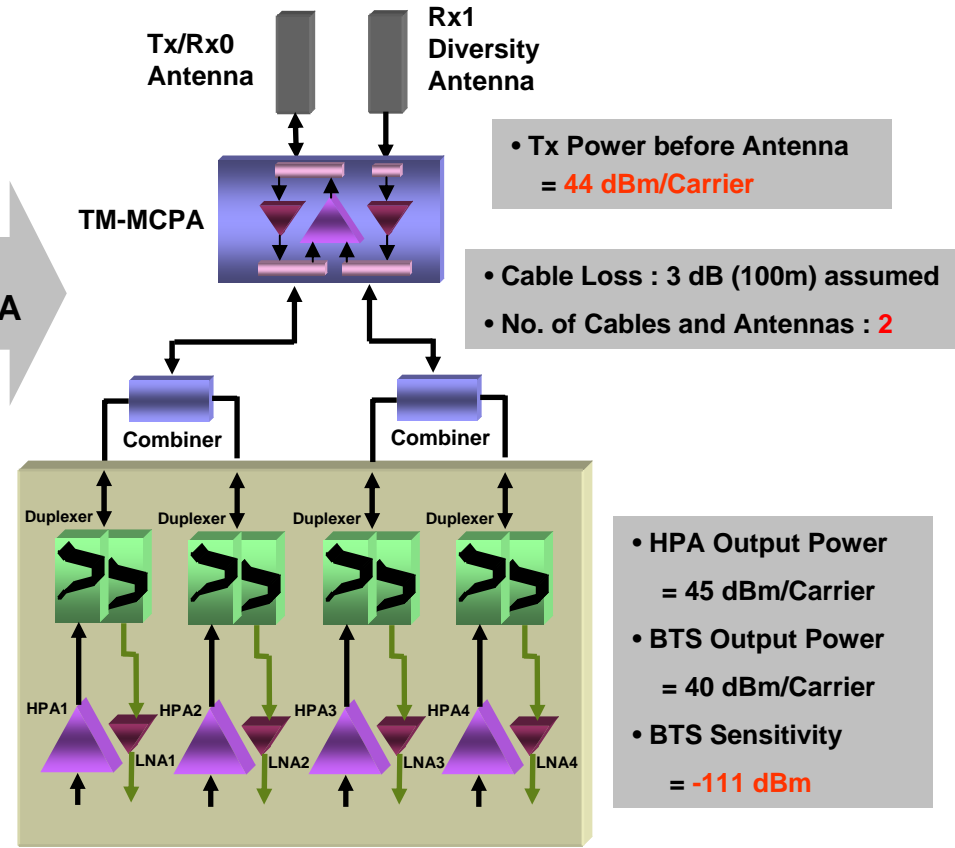 Tx/Rx0
Antenna
Rx1
Diversity
Antenna
• Tx Power before Antenna
= 44 dBm/Carrier
TM-MCPA
• Cable Loss : 3 dB (100m) assumed
• No. of Cables and Antennas : 2
A
Combiner
Combiner
Duplexer
Duplexer
Duplexer
Duplexer
• HPA Output Power
= 45 dBm/Carrier
• BTS Output Power
= 40 dBm/Carrier
• BTS Sensitivity
= -111 dBm
HPA1
HPA2
HPA3
HPA4
LNA1
LNA2
LNA3
LNA4